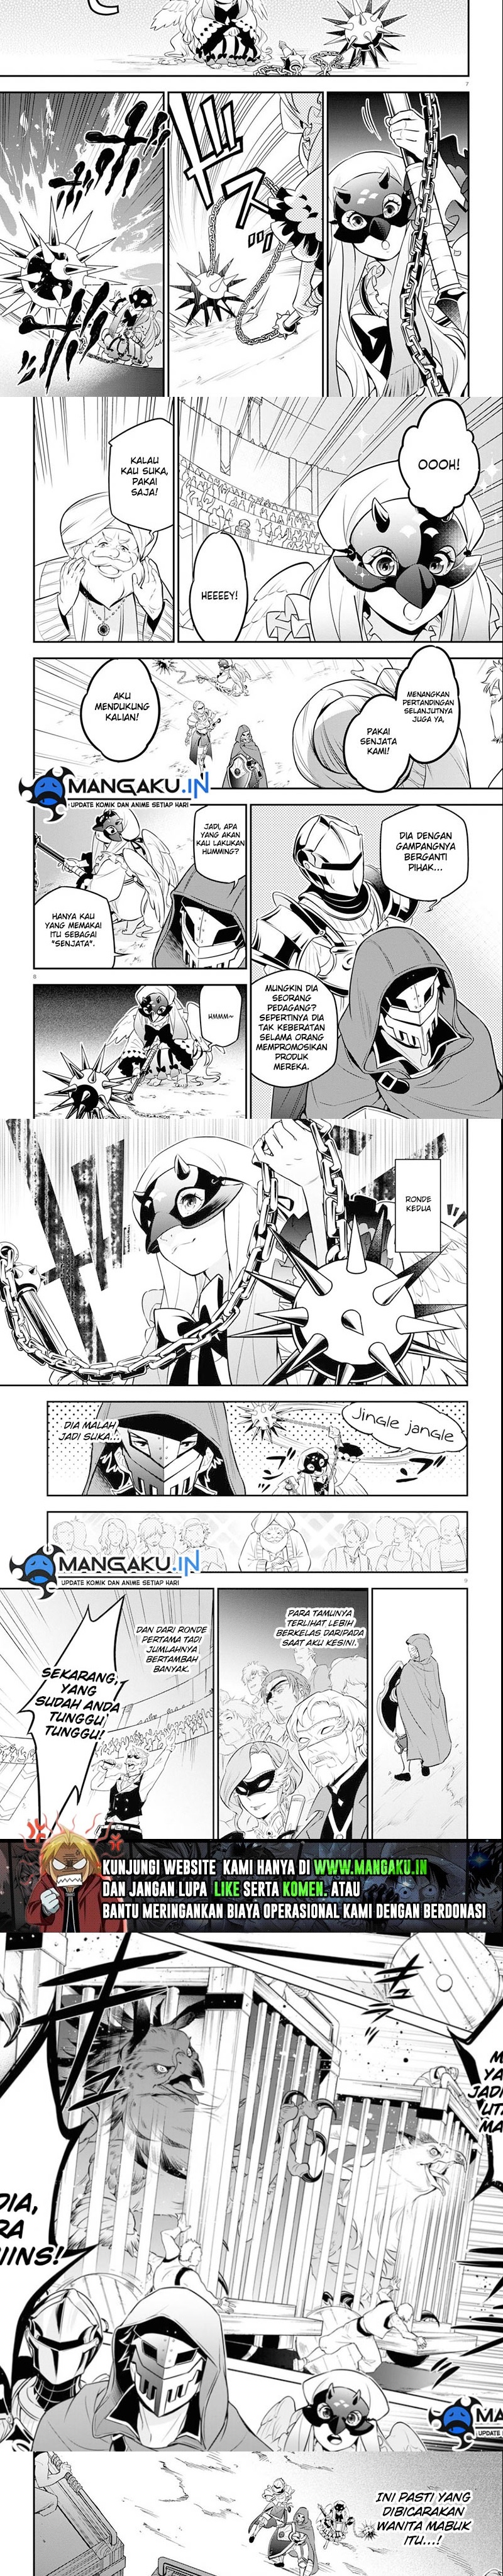 7
OOOH!
KALAU
KAU SUKA,
PAKAI
SAJA!
HEEEEY!
MENANGKAN
PERTANDINGAN
SELANJUTNYA
JUGA YA,
PAKAI
SENJATA
KAMI!
AKU
MENDUKUNG
KALIAN!
MANGAKU.IN
UPDATE KOMIK DAN ANIME SETIAP HARI
DIA DENGAN
GAMPANGNYA
BERGANTI
PIHAK...
MUNGKIN DIA
SEORANG
PEDAGANG?
SEPERTINYA DIA
TAK KEBERATAN
SELAMA ORANG
MEMPROMOSIKAN
PRODUK
MEREKA.
JADI, APA
YANG AKAN
KAU LAKUKAN
HUMMING?
HANYA KAU
YANG MEMAKAI
ITU SEBAGAI
"SENJATA".
8
HMMM~
RONDE
KEDUA
Jingle jangle
DIA MALAH
JADI SUKA...
MANGAKU.IN
UPDATE KOMIK DAN ANIME SETIAP HARI
9
PARA TAMUNYA
TERLIHAT LEBIH
BERKELAS DARIPADA
SAAT AKU KESINI.
DAN DARI RONDE
PERTAMA TADI
JUMLAHNYA
BERTAMBAH
BANYAK.
SEKARANG,
YANG
SUDAH ANDA
TUNGGU
TUNGGU!
KUNJUNGI WEBSITE KAMI HANYA DI WWW.MANGAKU.IN
DAN JANGAN LUPA LIKE SERTA KOMEN. ATAU
BANTU MERINGANKAN BIAYA OPERASIONAL KAMI DENGAN BERDONASI
INI PASTI YANG
DIBICARAKAN
WANITA MABUK
ITU...!